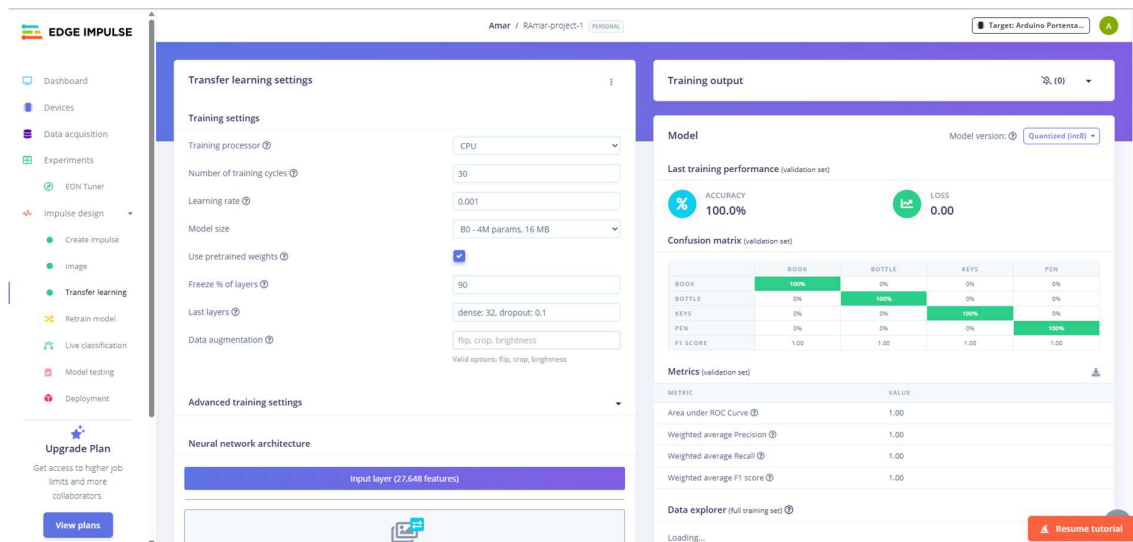 EDGE IMPULSE
Amar / RAmar-project-1 PERSONAL
Target: Arduino Portenta...
A
Dashboard
Devices
Data acquisition
Experiments
EON Tuner
Impulse design
Create Impulse
Image
Transfer learning
Retrain model
Live classification
Model testing
Deployment
Upgrade Plan
Get access to higher job
limits and more
collaborators.
View plans
Transfer learning settings
Training settings
Training processor
CPU
Number of training cycles
30
Learning rate
0.001
Model size
B0 - 4M params, 16 MB
Use pretrained weights
Freeze % of layers
90
Last layers
dense: 32, dropout: 0.1
Data augmentation
flip, crop, brightness
Valid options: flip, crop, brightness
Advanced training settings
Neural network architecture
Input layer (27,648 features)
Training output
(0)
Model
Model version: Quantized (int8)
Last training performance (validation set)
% ACCURACY
100.0%
LOSS
0.00
Confusion matrix (validation set)
BOOK BOTTLE KEYS PEN
BOOK 100% 0% 0% 0%
BOTTLE 0% 100% 0% 0%
KEYS 0% 0% 100% 0%
PEN 0% 0% 0% 100%
F1 SCORE 1.00 1.00 1.00 1.00
Metrics (validation set)
METRIC VALUE
Area under ROC Curve 1.00
Weighted average Precision 1.00
Weighted average Recall 1.00
Weighted average F1 score 1.00
Data explorer (full training set)
Loading...
Resume tutorial